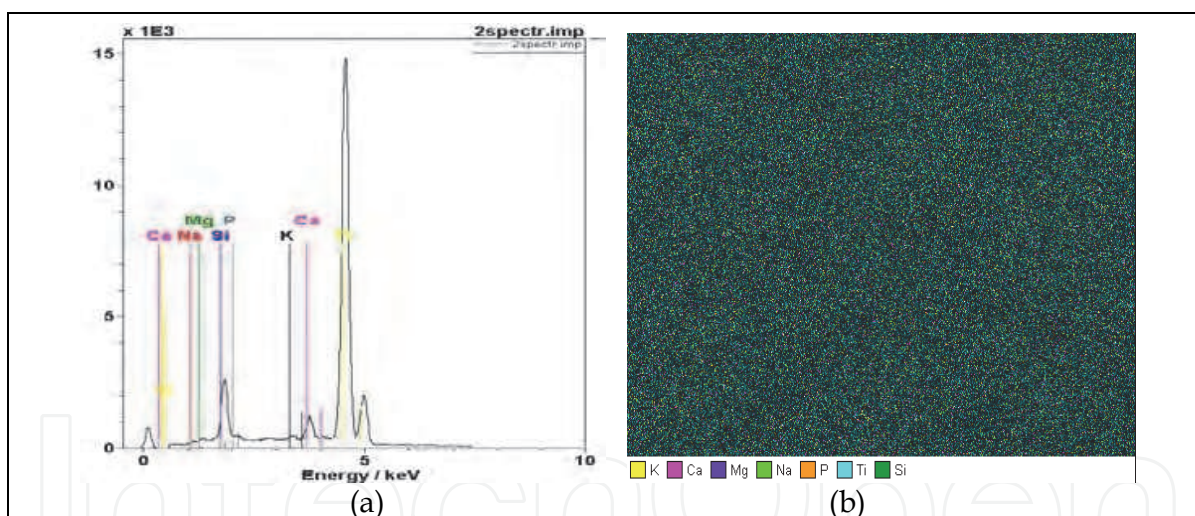 x 1E3 2spectr.imp
2spectr.imp
15
10
5
0
Mg P Ca
Ca Na Si K
0 5 10
Energy / keV
K Ca Mg Na P Ti Si
(a) (b)